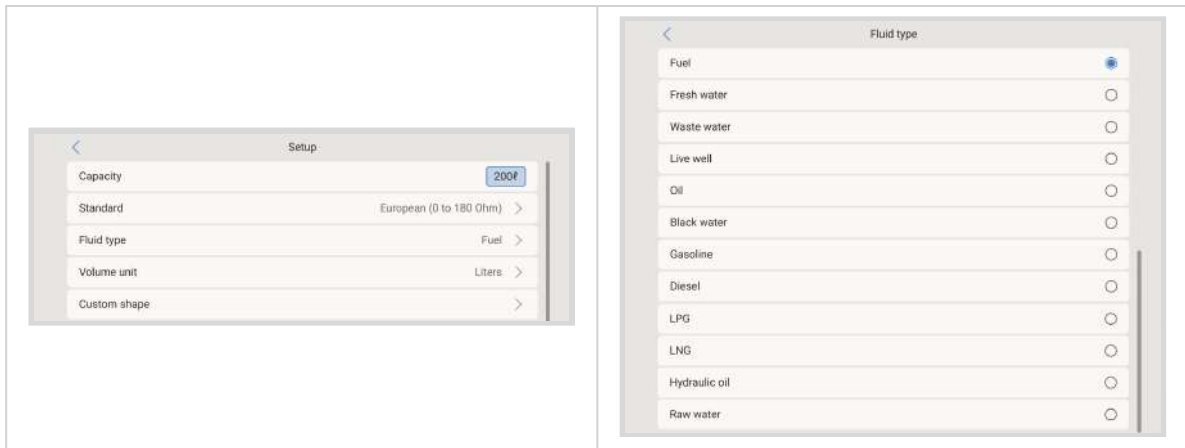 Setup
Capacity 200ℓ
Standard European (0 to 180 Ohm)
Fluid type Fuel
Volume unit Liters
Custom shape
Fluid type
Fuel
Fresh water
Waste water
Live well
Oil
Black water
Gasoline
Diesel
LPG
LNG
Hydraulic oil
Raw water